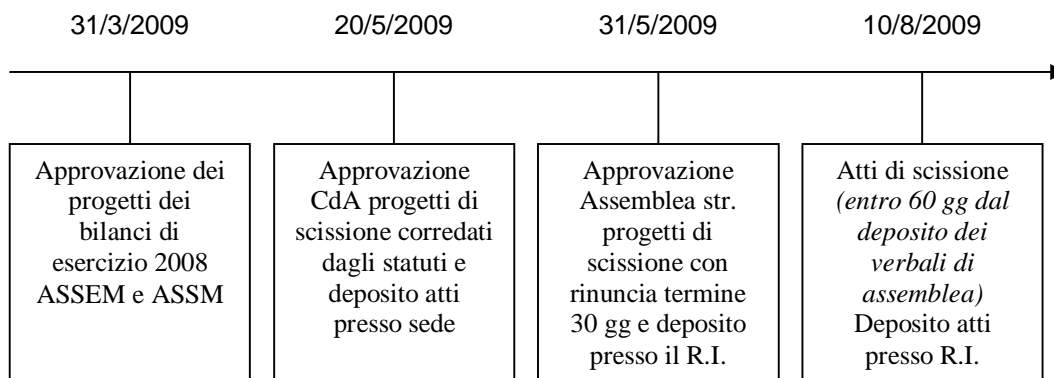 31/3/2009
20/5/2009
31/5/2009
10/8/2009
Approvazione dei
progetti dei
bilanci di
esercizio 2008
ASSEM e ASSM
Approvazione
CdA progetti di
scissione corredati
dagli statuti e
deposito atti
presso sede
Approvazione
Assemblea str.
progetti di
scissione con
rinuncia termine
30 gg e deposito
presso il R.I.
Atti di scissione
(entro 60 gg dal
deposito dei
verbali di
assemblea)
Deposito atti
presso R.I.